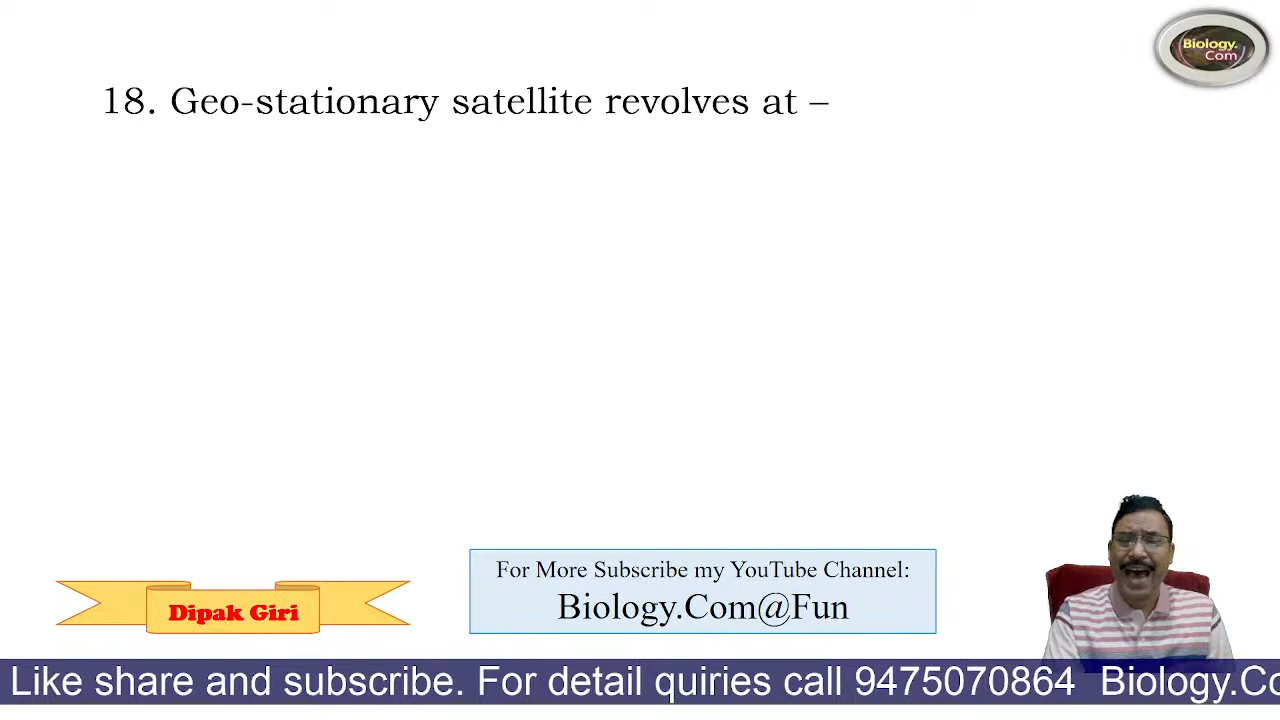 Biology.
Com
18. Geo-stationary satellite revolves at –
For More Subscribe my YouTube Channel:
Biology.Com@Fun
Dipak Giri
Like share and subscribe. For detail quiries call 9475070864 Biology.Co